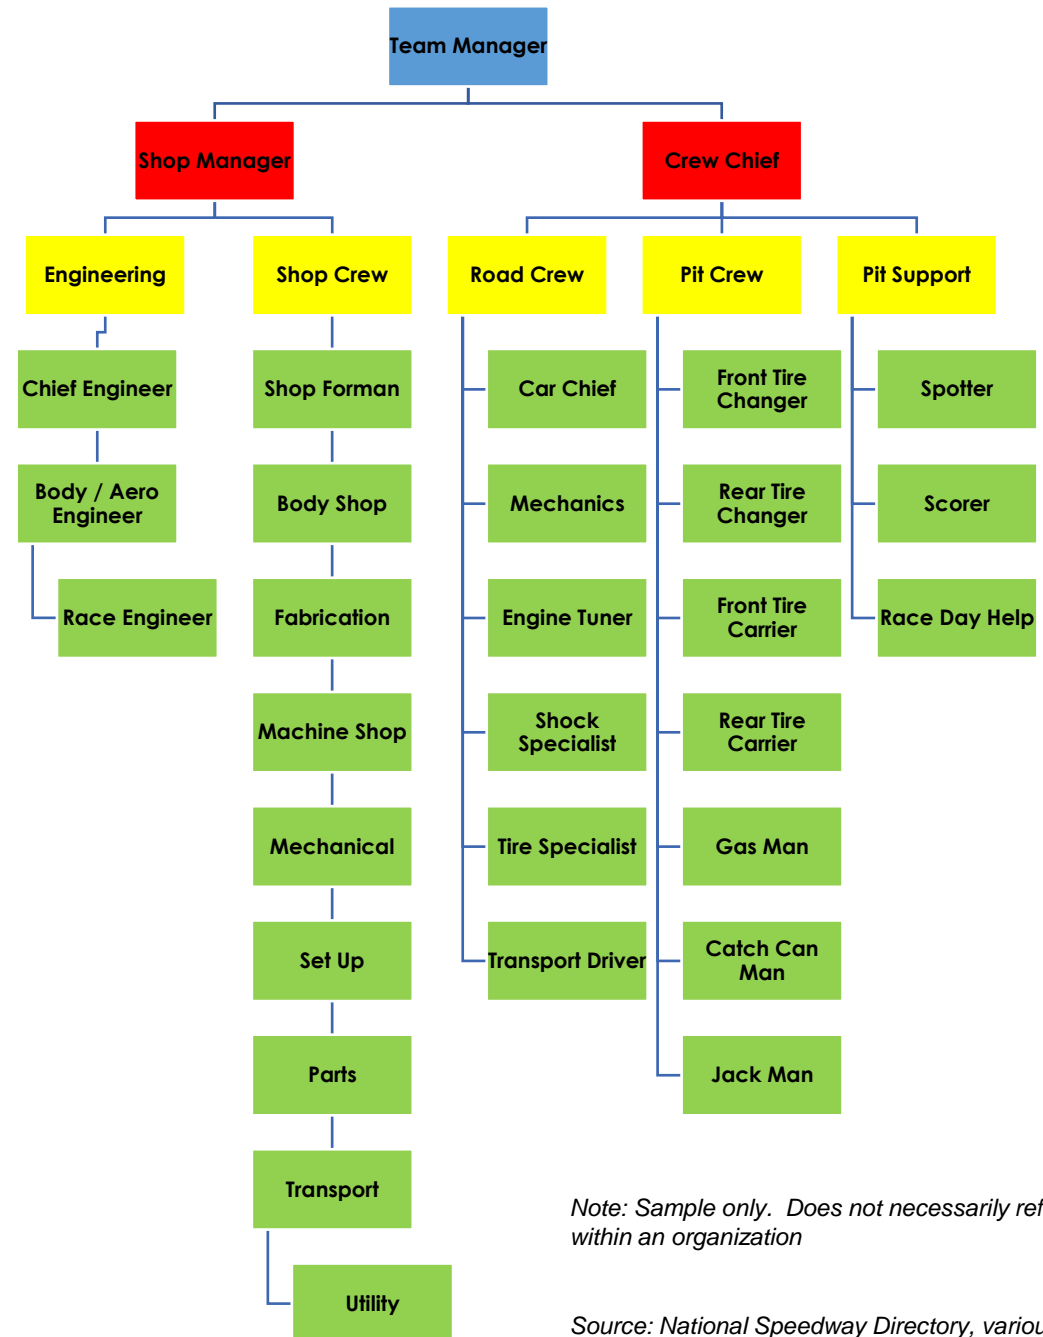 Team Manager
Shop Manager
Crew Chief
Engineering
Shop Crew
Road Crew
Pit Crew
Pit Support
Chief Engineer
Shop Forman
Car Chief
Front Tire
Changer
Spotter
Body / Aero
Engineer
Body Shop
Mechanics
Rear Tire
Changer
Scorer
Race Engineer
Fabrication
Engine Tuner
Front Tire
Carrier
Race Day Help
Machine Shop
Shock
Specialist
Rear Tire
Carrier
Mechanical
Tire Specialist
Gas Man
Set Up
Transport Driver
Catch Can
Man
Parts
Jack Man
Transport
Note: Sample only. Does not necessarily
within an organization
Utility
Source: National Speedway Directory,